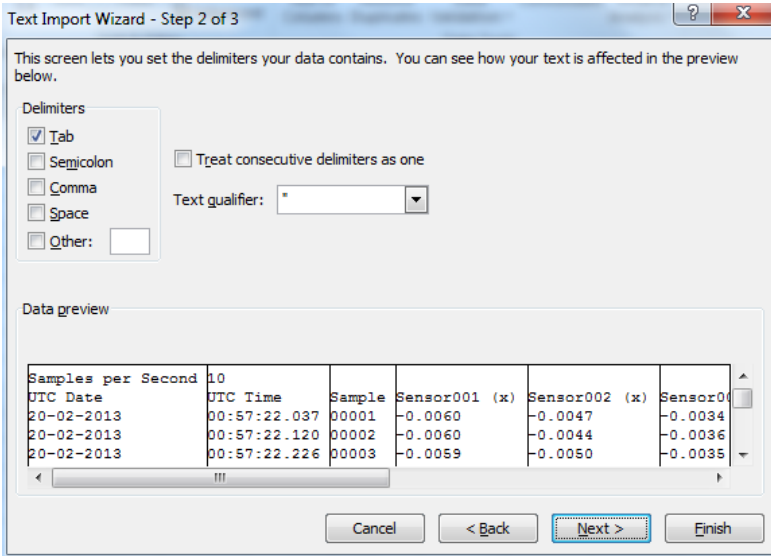 Text Import Wizard - Step 2 of 3
This screen lets you set the delimiters your data contains.  You can see how your text is affected in the preview
below.
Delimiters
Tab
Semicolon
Comma
Space
Other:
Treat consecutive delimiters as one
Text qualifier: "
Data preview
Samples per Second 10
UTC Date UTC Time Sample Sensor001 (x) Sensor002 (x) Sensor00
20-02-2013 00:57:22.037 00001 -0.0060 -0.0047 -0.0034
20-02-2013 00:57:22.120 00002 -0.0060 -0.0044 -0.0036
20-02-2013 00:57:22.226 00003 -0.0059 -0.0050 -0.0035
Cancel < Back Next > Finish